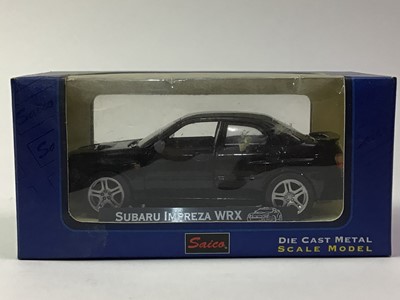 SUBARU IMPREZA WRX
Saico
DIE CAST METAL
SCALE MODEL